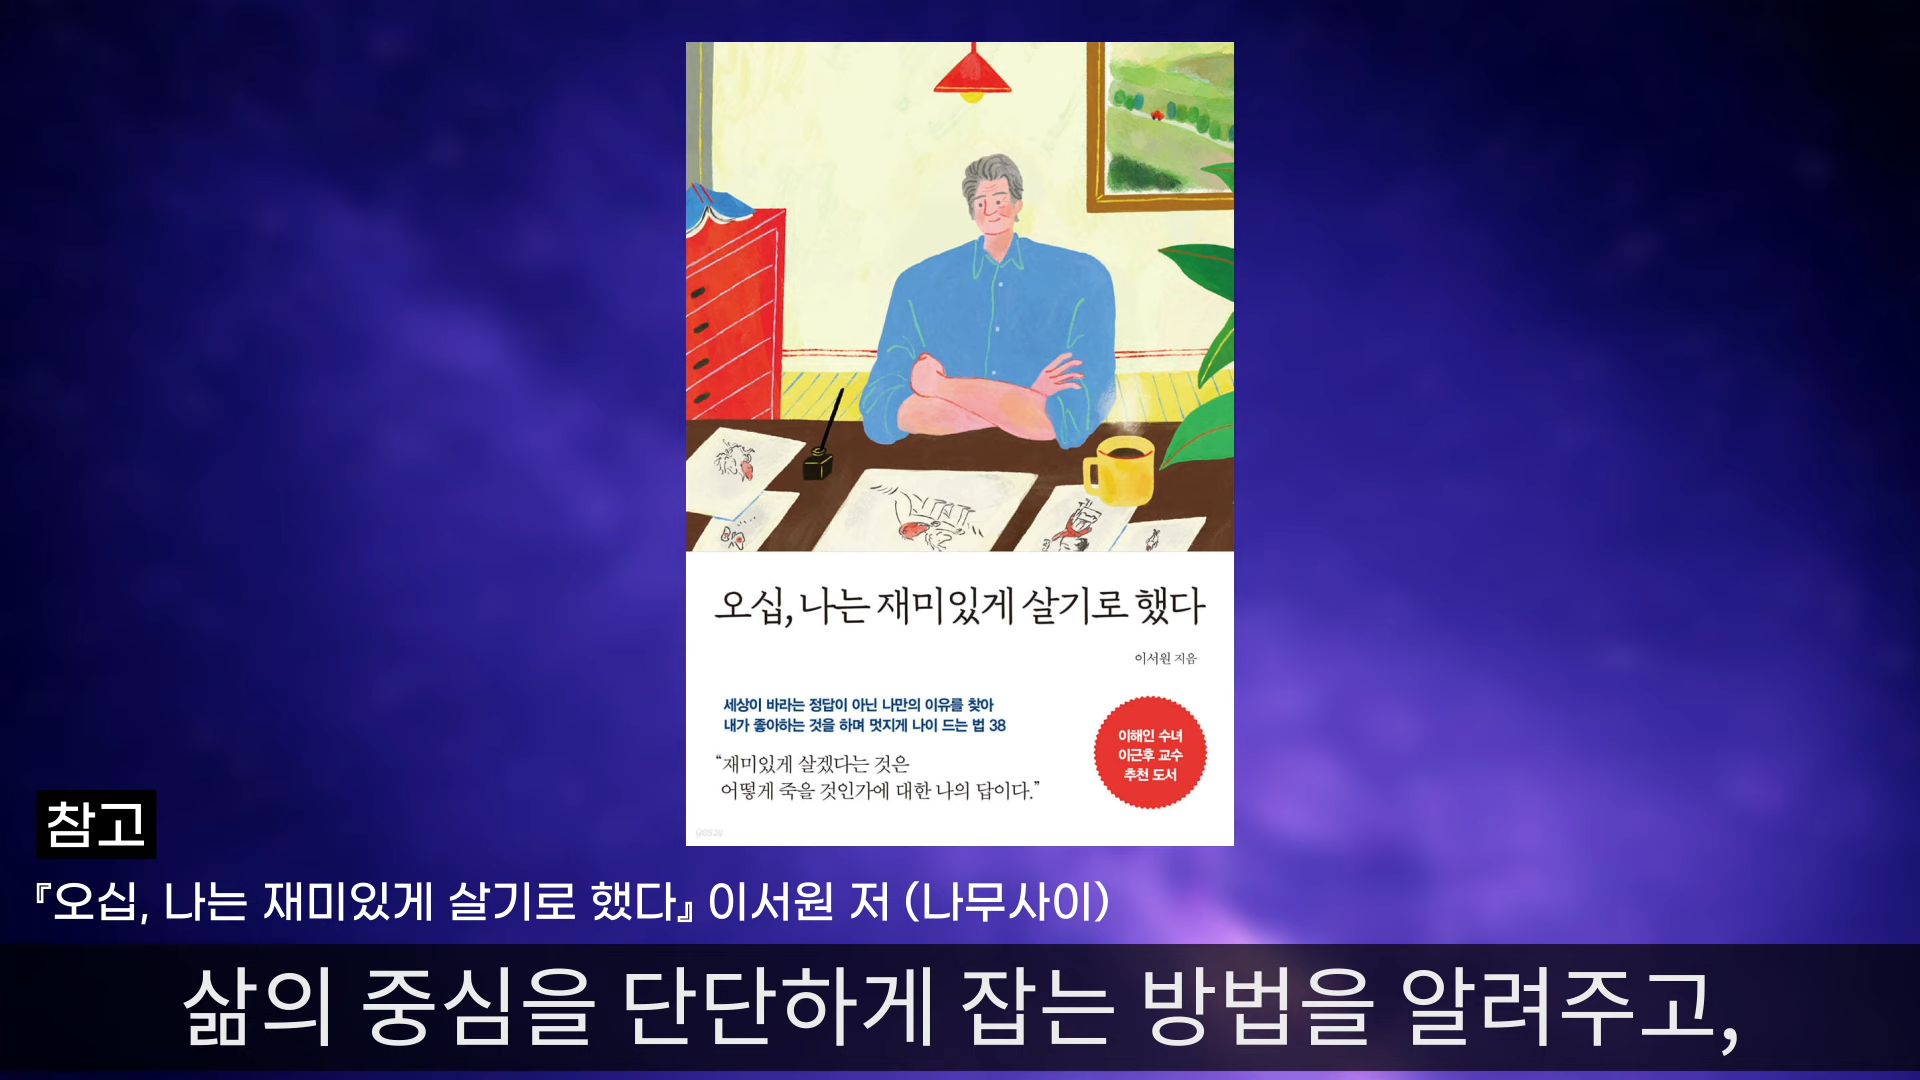 오십, 나는 재미있게 살기로 했다
이서원 지음
세상이 바라는 정답이 아닌 나만의 이유를 찾아
내가 좋아하는 것을 하며 멋지게 나이 드는 법 38
“재미있게 살겠다는 것은
어떻게 죽을 것인가에 대한 나의 답이다.”
이해인 수녀
이근후 교수
추천 도서
yes24
참고
『오십, 나는 재미있게 살기로 했다』 이서원 저 (나무사이)
삶의 중심을 단단하게 잡는 방법을 알려주고,